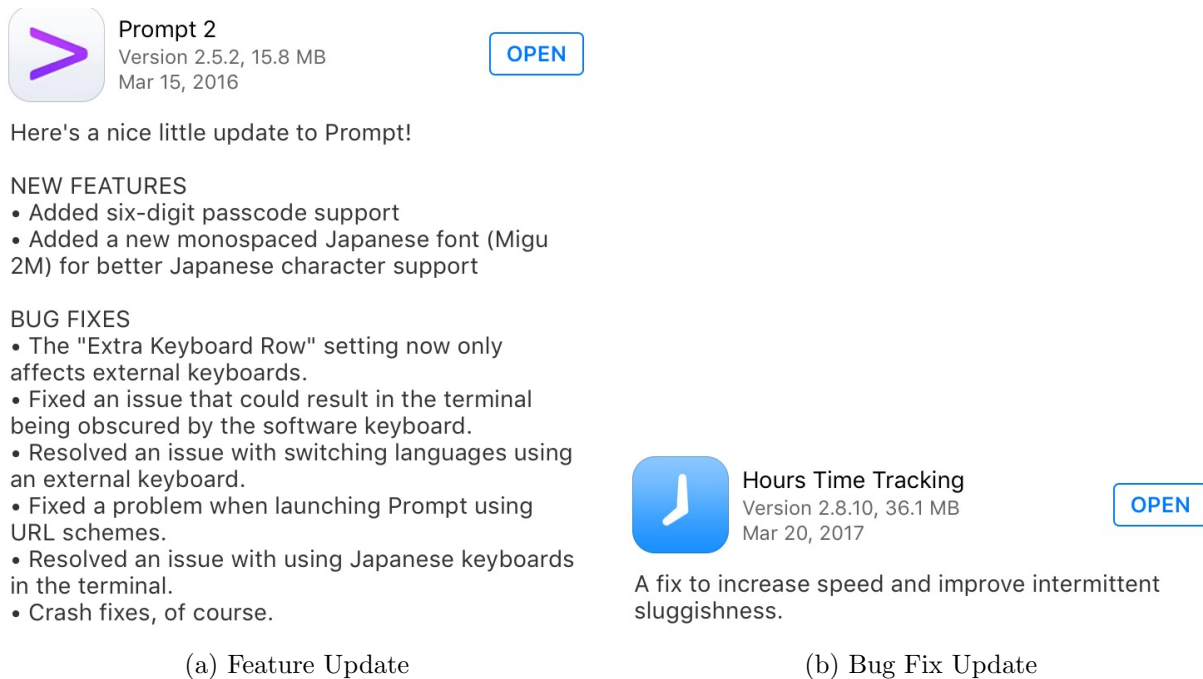 Prompt 2
Version 2.5.2, 15.8 MB
Mar 15, 2016
OPEN
Here's a nice little update to Prompt!
NEW FEATURES
• Added six-digit passcode support
• Added a new monospaced Japanese font (Migu
2M) for better Japanese character support
BUG FIXES
• The "Extra Keyboard Row" setting now only
affects external keyboards.
• Fixed an issue that could result in the terminal
being obscured by the software keyboard.
• Resolved an issue with switching languages using
an external keyboard.
• Fixed a problem when launching Prompt using
URL schemes.
• Resolved an issue with using Japanese keyboards
in the terminal.
• Crash fixes, of course.
(a) Feature Update
Hours Time Tracking
Version 2.8.10, 36.1 MB
Mar 20, 2017
OPEN
A fix to increase speed and improve intermittent
sluggishness.
(b) Bug Fix Update